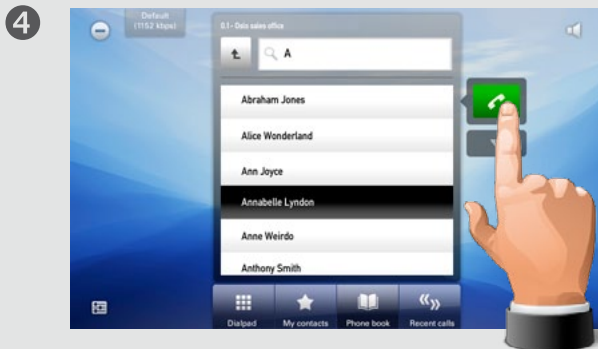 4
Default
(1152 kbps)
0.1 - Oslo sales office
A
Abraham Jones
Alice Wonderland
Ann Joyce
Annabelle Lyndon
Anne Weirdo
Anthony Smith
Dialpad My contacts Phone book Recent calls